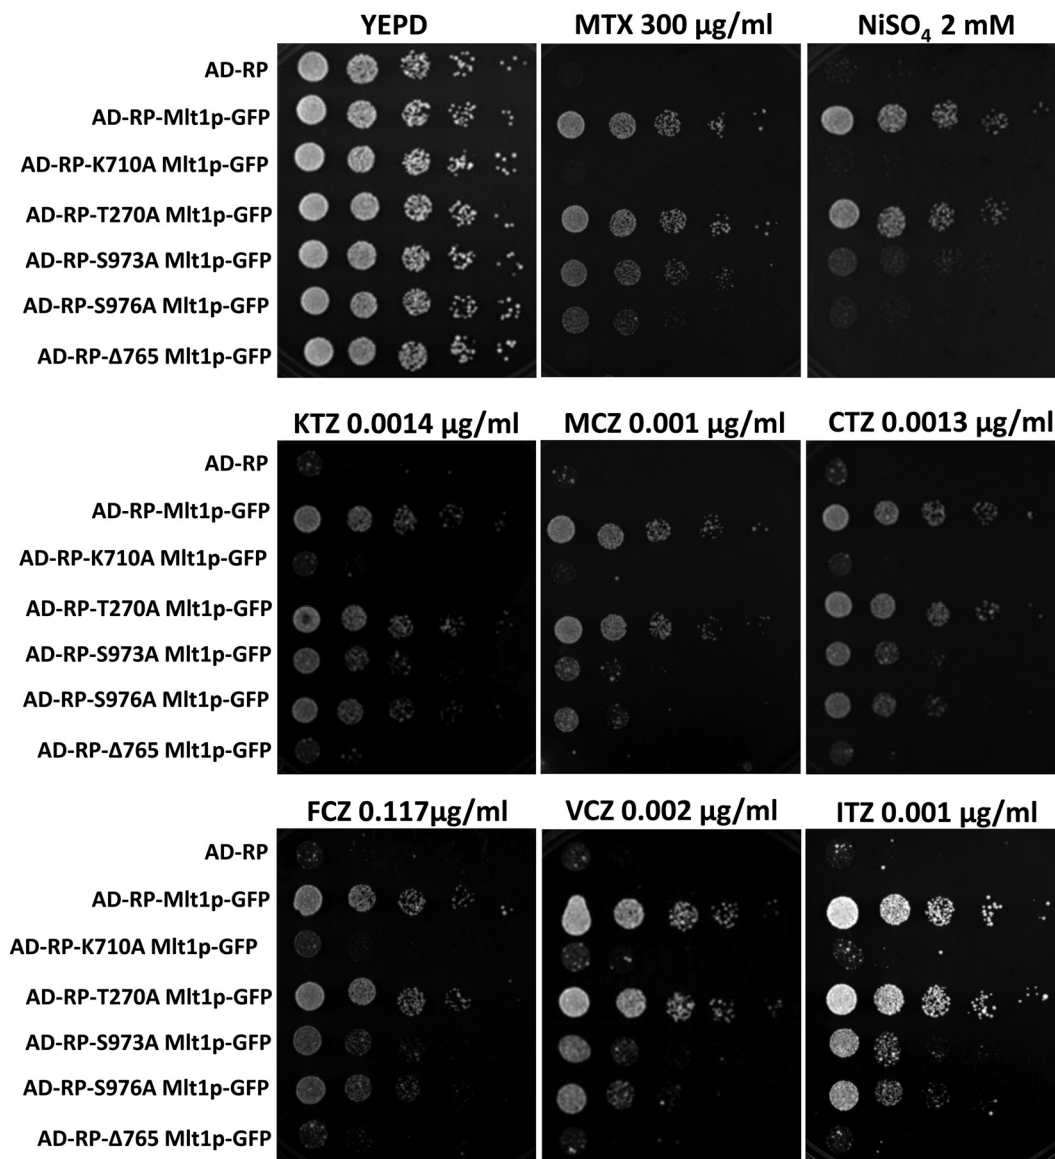 YEPD MTX 300 µg/ml NiSO₄ 2 mM
AD-RP
AD-RP-Mlt1p-GFP
AD-RP-K710A Mlt1p-GFP
AD-RP-T270A Mlt1p-GFP
AD-RP-S973A Mlt1p-GFP
AD-RP-S976A Mlt1p-GFP
AD-RP-Δ765 Mlt1p-GFP
KTZ 0.0014 µg/ml MCZ 0.001 µg/ml CTZ 0.0013 µg/ml
AD-RP
AD-RP-Mlt1p-GFP
AD-RP-K710A Mlt1p-GFP
AD-RP-T270A Mlt1p-GFP
AD-RP-S973A Mlt1p-GFP
AD-RP-S976A Mlt1p-GFP
AD-RP-Δ765 Mlt1p-GFP
FCZ 0.117µg/ml VCZ 0.002 µg/ml ITZ 0.001 µg/ml
AD-RP
AD-RP-Mlt1p-GFP
AD-RP-K710A Mlt1p-GFP
AD-RP-T270A Mlt1p-GFP
AD-RP-S973A Mlt1p-GFP
AD-RP-S976A Mlt1p-GFP
AD-RP-Δ765 Mlt1p-GFP